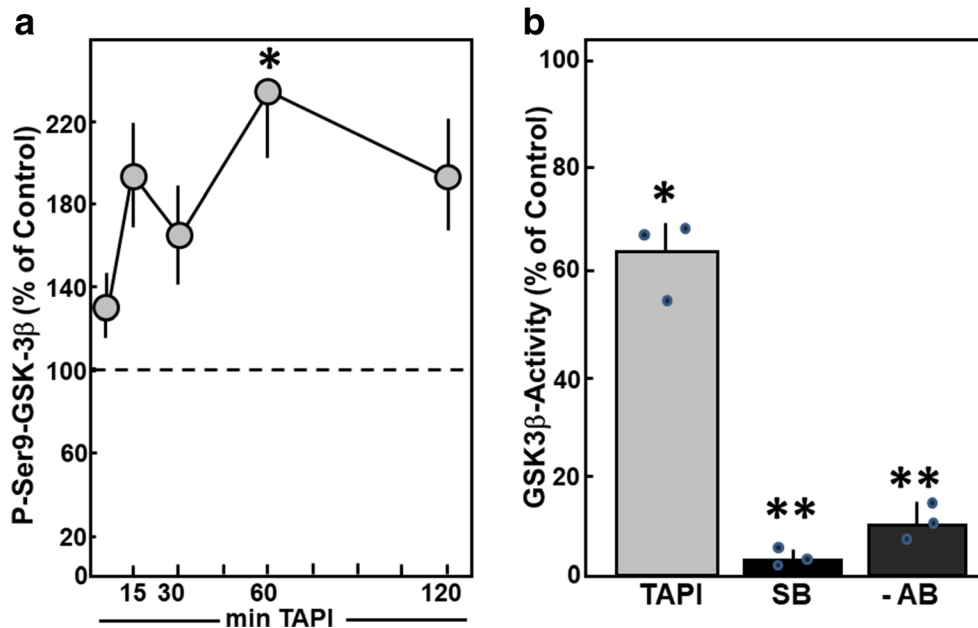 a
P-Ser9-GSK-3β (% of Control)
220
180
140
100
60
20
0
*
15 30 60 120
min TAPI
b
GSK3β-Activity (% of Control)
100
80
60
40
20
0
*
**
**
TAPI SB - AB